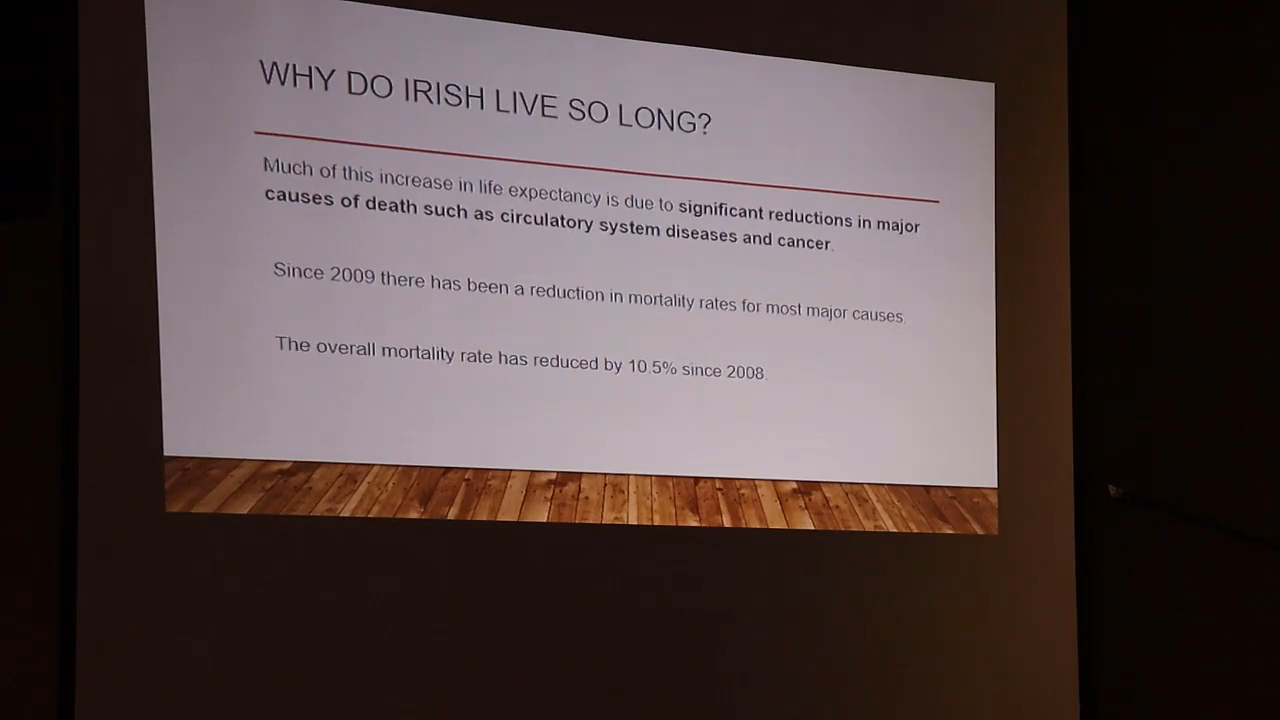 WHY DO IRISH LIVE SO LONG?
Much of this increase in life expectancy is due to significant reductions in major
causes of death such as circulatory system diseases and cancer.
Since 2009 there has been a reduction in mortality rates for most major causes.
The overall mortality rate has reduced by 10.5% since 2008.